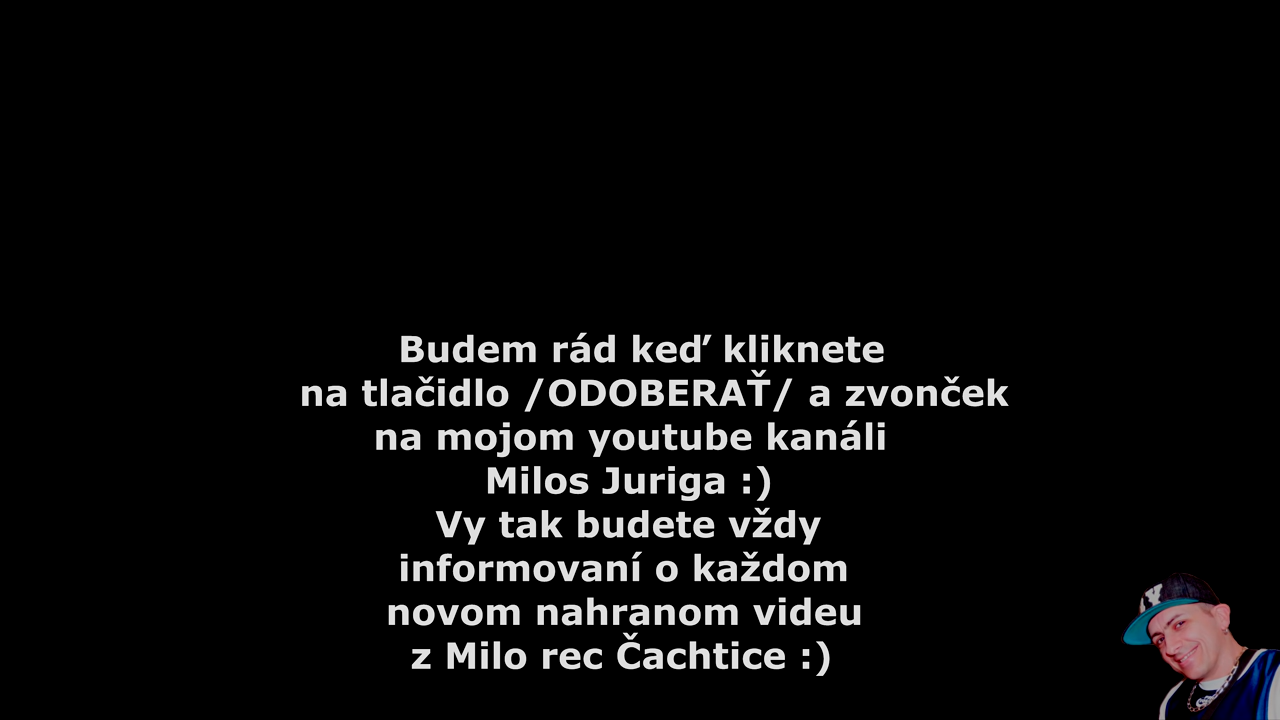 Budem rád keď kliknete
na tlačidlo /ODOBERAŤ/ a zvonček
na mojom youtube kanáli
Milos Juriga :)
Vy tak budete vždy
informovaní o každom
novom nahranom videu
z Milo rec Čachtice :)